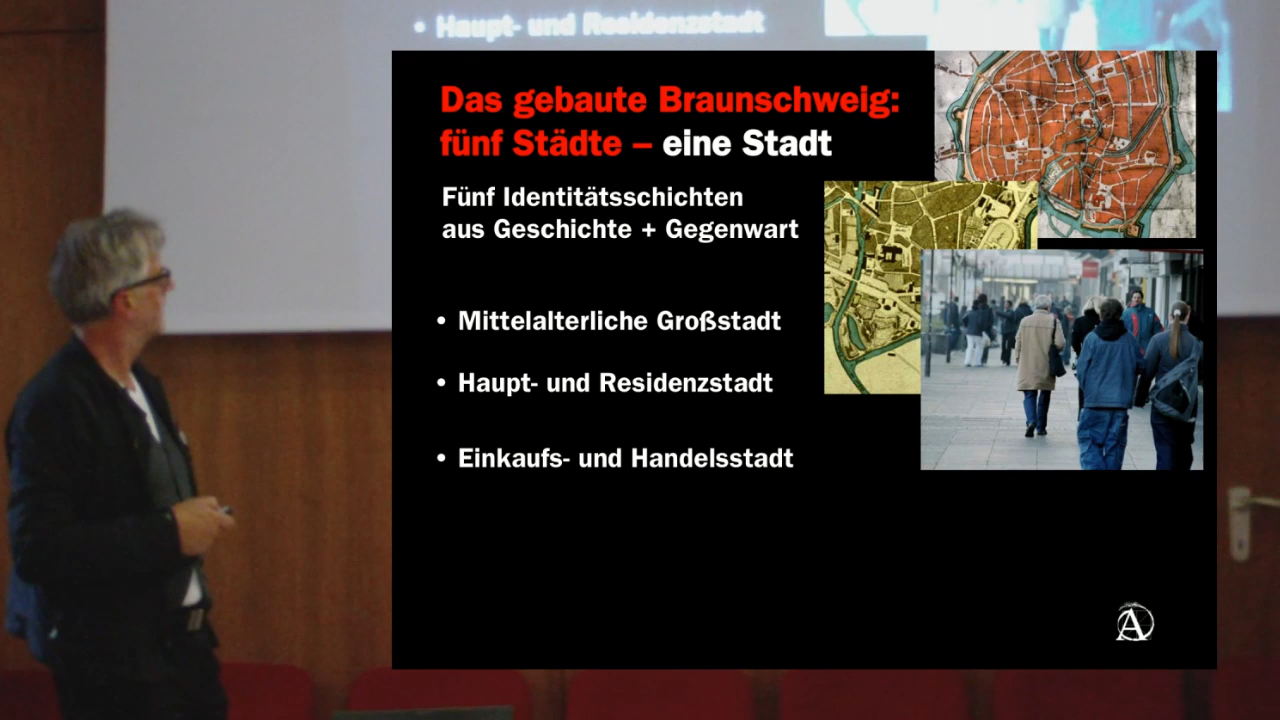 • Haupt- und Residenzstadt
Das gebaute Braunschweig:
fünf Städte – eine Stadt
Fünf Identitätsschichten
aus Geschichte + Gegenwart
• Mittelalterliche Großstadt
• Haupt- und Residenzstadt
• Einkaufs- und Handelsstadt
A